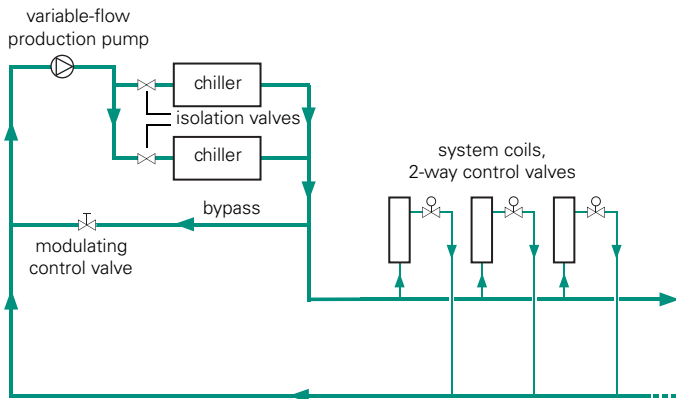 variable-flow
production pump
chiller
isolation valves
chiller
system coils,
2-way control valves
bypass
modulating
control valve